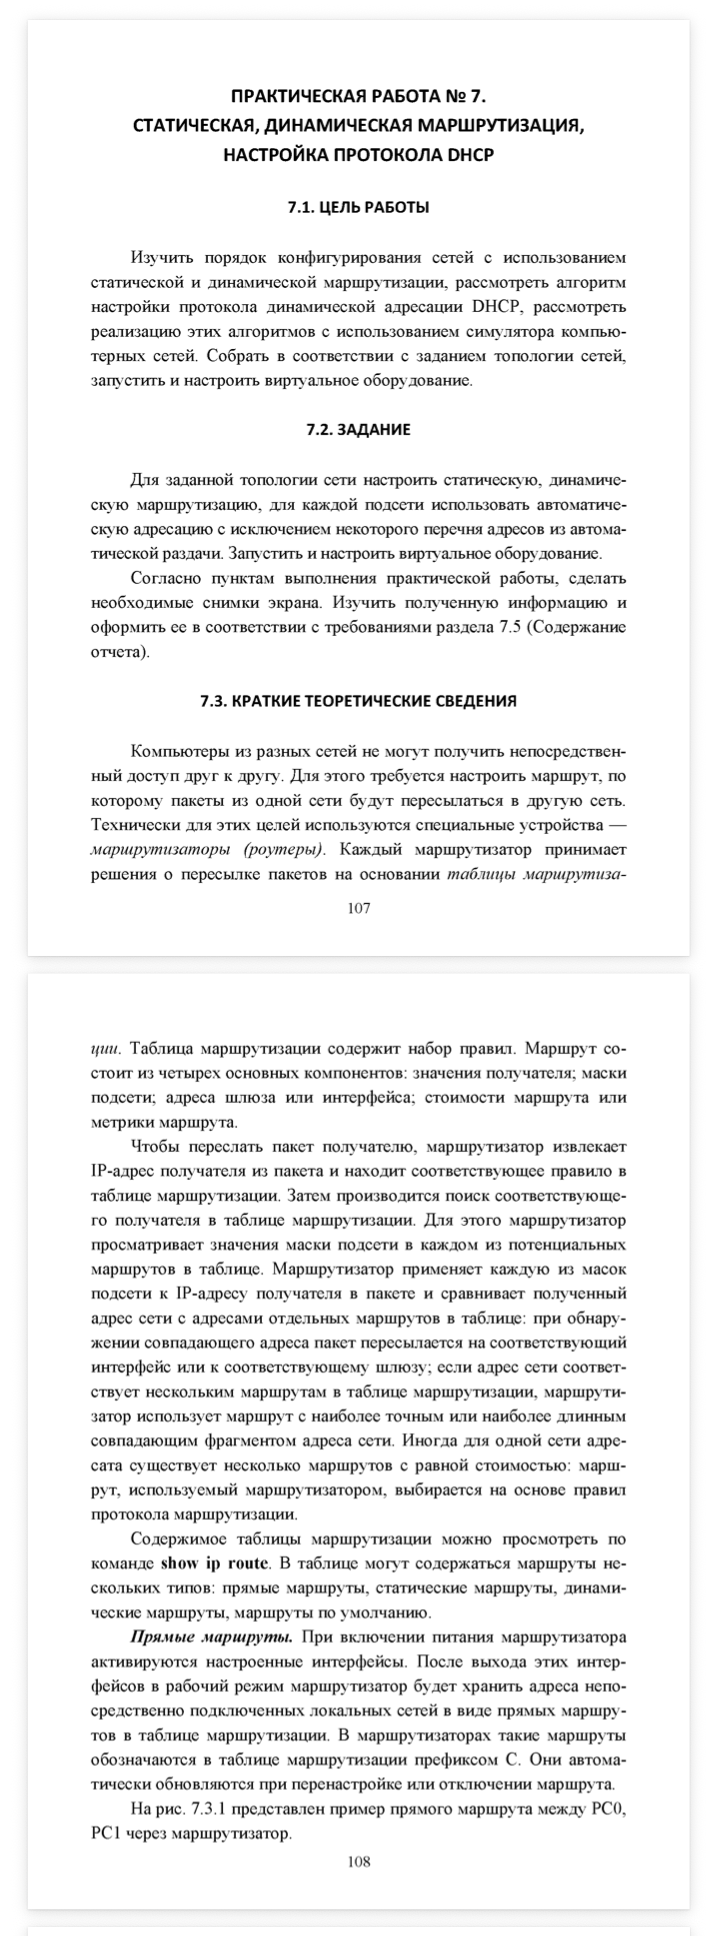 ПРАКТИЧЕСКАЯ РАБОТА № 7.
СТАТИЧЕСКАЯ, ДИНАМИЧЕСКАЯ МАРШРУТИЗАЦИЯ,
НАСТРОЙКА ПРОТОКОЛА DHCP
7.1. ЦЕЛЬ РАБОТЫ
Изучить порядок конфигурирования сетей с использованием
статической и динамической маршрутизации, рассмотреть алгоритм
настройки протокола динамической адресации DHCP, рассмотреть
реализацию этих алгоритмов с использованием симулятора компью-
терных сетей. Собрать в соответствии с заданием топологии сетей,
запустить и настроить виртуальное оборудование.
7.2. ЗАДАНИЕ
Для заданной топологии сети настроить статическую, динамиче-
скую маршрутизацию, для каждой подсети использовать автоматиче-
скую адресацию с исключением некоторого перечня адресов из автома-
тической раздачи. Запустить и настроить виртуальное оборудование.
Согласно пунктам выполнения практической работы, сделать
необходимые снимки экрана. Изучить полученную информацию и
оформить ее в соответствии с требованиями раздела 7.5 (Содержание
отчета).
7.3. КРАТКИЕ ТЕОРЕТИЧЕСКИЕ СВЕДЕНИЯ
Компьютеры из разных сетей не могут получить непосредствен-
ный доступ друг к другу. Для этого требуется настроить маршрут, по
которому пакеты из одной сети будут пересылаться в другую сеть.
Технически для этих целей используются специальные устройства —
маршрутизаторы (роутеры). Каждый маршрутизатор принимает
решения о пересылке пакетов на основании таблицы маршрутиза-
107
ции. Таблица маршрутизации содержит набор правил. Маршрут со-
стоит из четырех основных компонентов: значения получателя; маски
подсети; адреса шлюза или интерфейса; стоимости маршрута или
метрики маршрута.
Чтобы переслать пакет получателю, маршрутизатор извлекает
IP-адрес получателя из пакета и находит соответствующее правило в
таблице маршрутизации. Затем производится поиск соответствующе-
го получателя в таблице маршрутизации. Для этого маршрутизатор
просматривает значения маски подсети в каждом из потенциальных
маршрутов в таблице. Маршрутизатор применяет каждую из масок
подсети к IP-адресу получателя в пакете и сравнивает полученный
адрес сети с адресами отдельных маршрутов в таблице: при обнару-
жении совпадающего адреса пакет пересылается на соответствующий
интерфейс или к соответствующему шлюзу; если адрес сети соответ-
ствует нескольким маршрутам в таблице маршрутизации, маршрути-
затор использует маршрут с наиболее точным или наиболее длинным
совпадающим фрагментом адреса сети. Иногда для одной сети адре-
сата существует несколько маршрутов с равной стоимостью: марш-
рут, используемый маршрутизатором, выбирается на основе правил
протокола маршрутизации.
Содержимое таблицы маршрутизации можно просмотреть по
команде show ip route. В таблице могут содержаться маршруты не-
скольких типов: прямые маршруты, статические маршруты, динами-
ческие маршруты, маршруты по умолчанию.
Прямые маршруты. При включении питания маршрутизатора
активируются настроенные интерфейсы. После выхода этих интер-
фейсов в рабочий режим маршрутизатор будет хранить адреса непо-
средственно подключенных локальных сетей в виде прямых маршру-
тов в таблице маршрутизации. В маршрутизаторах такие маршруты
обозначаются в таблице маршрутизации префиксом C. Они автома-
тически обновляются при перенастройке или отключении маршрута.
На рис. 7.3.1 представлен пример прямого маршрута между PC0,
PC1 через маршрутизатор.
108